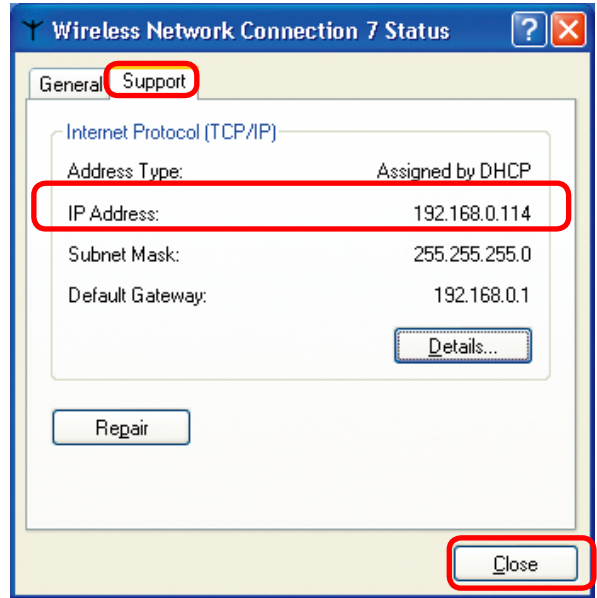 Wireless Network Connection 7 Status
General Support
Internet Protocol (TCP/IP)
Address Type: Assigned by DHCP
IP Address: 192.168.0.114
Subnet Mask: 255.255.255.0
Default Gateway: 192.168.0.1
Details...
Repair
Close